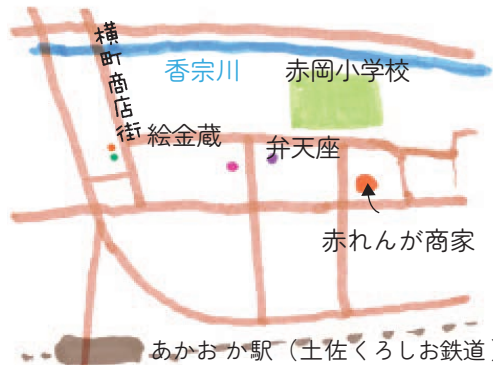 横町商店街
香宗川
赤岡小学校
絵金蔵
弁天座
赤れんが商家
あかおか駅（土佐くろしお鉄道）